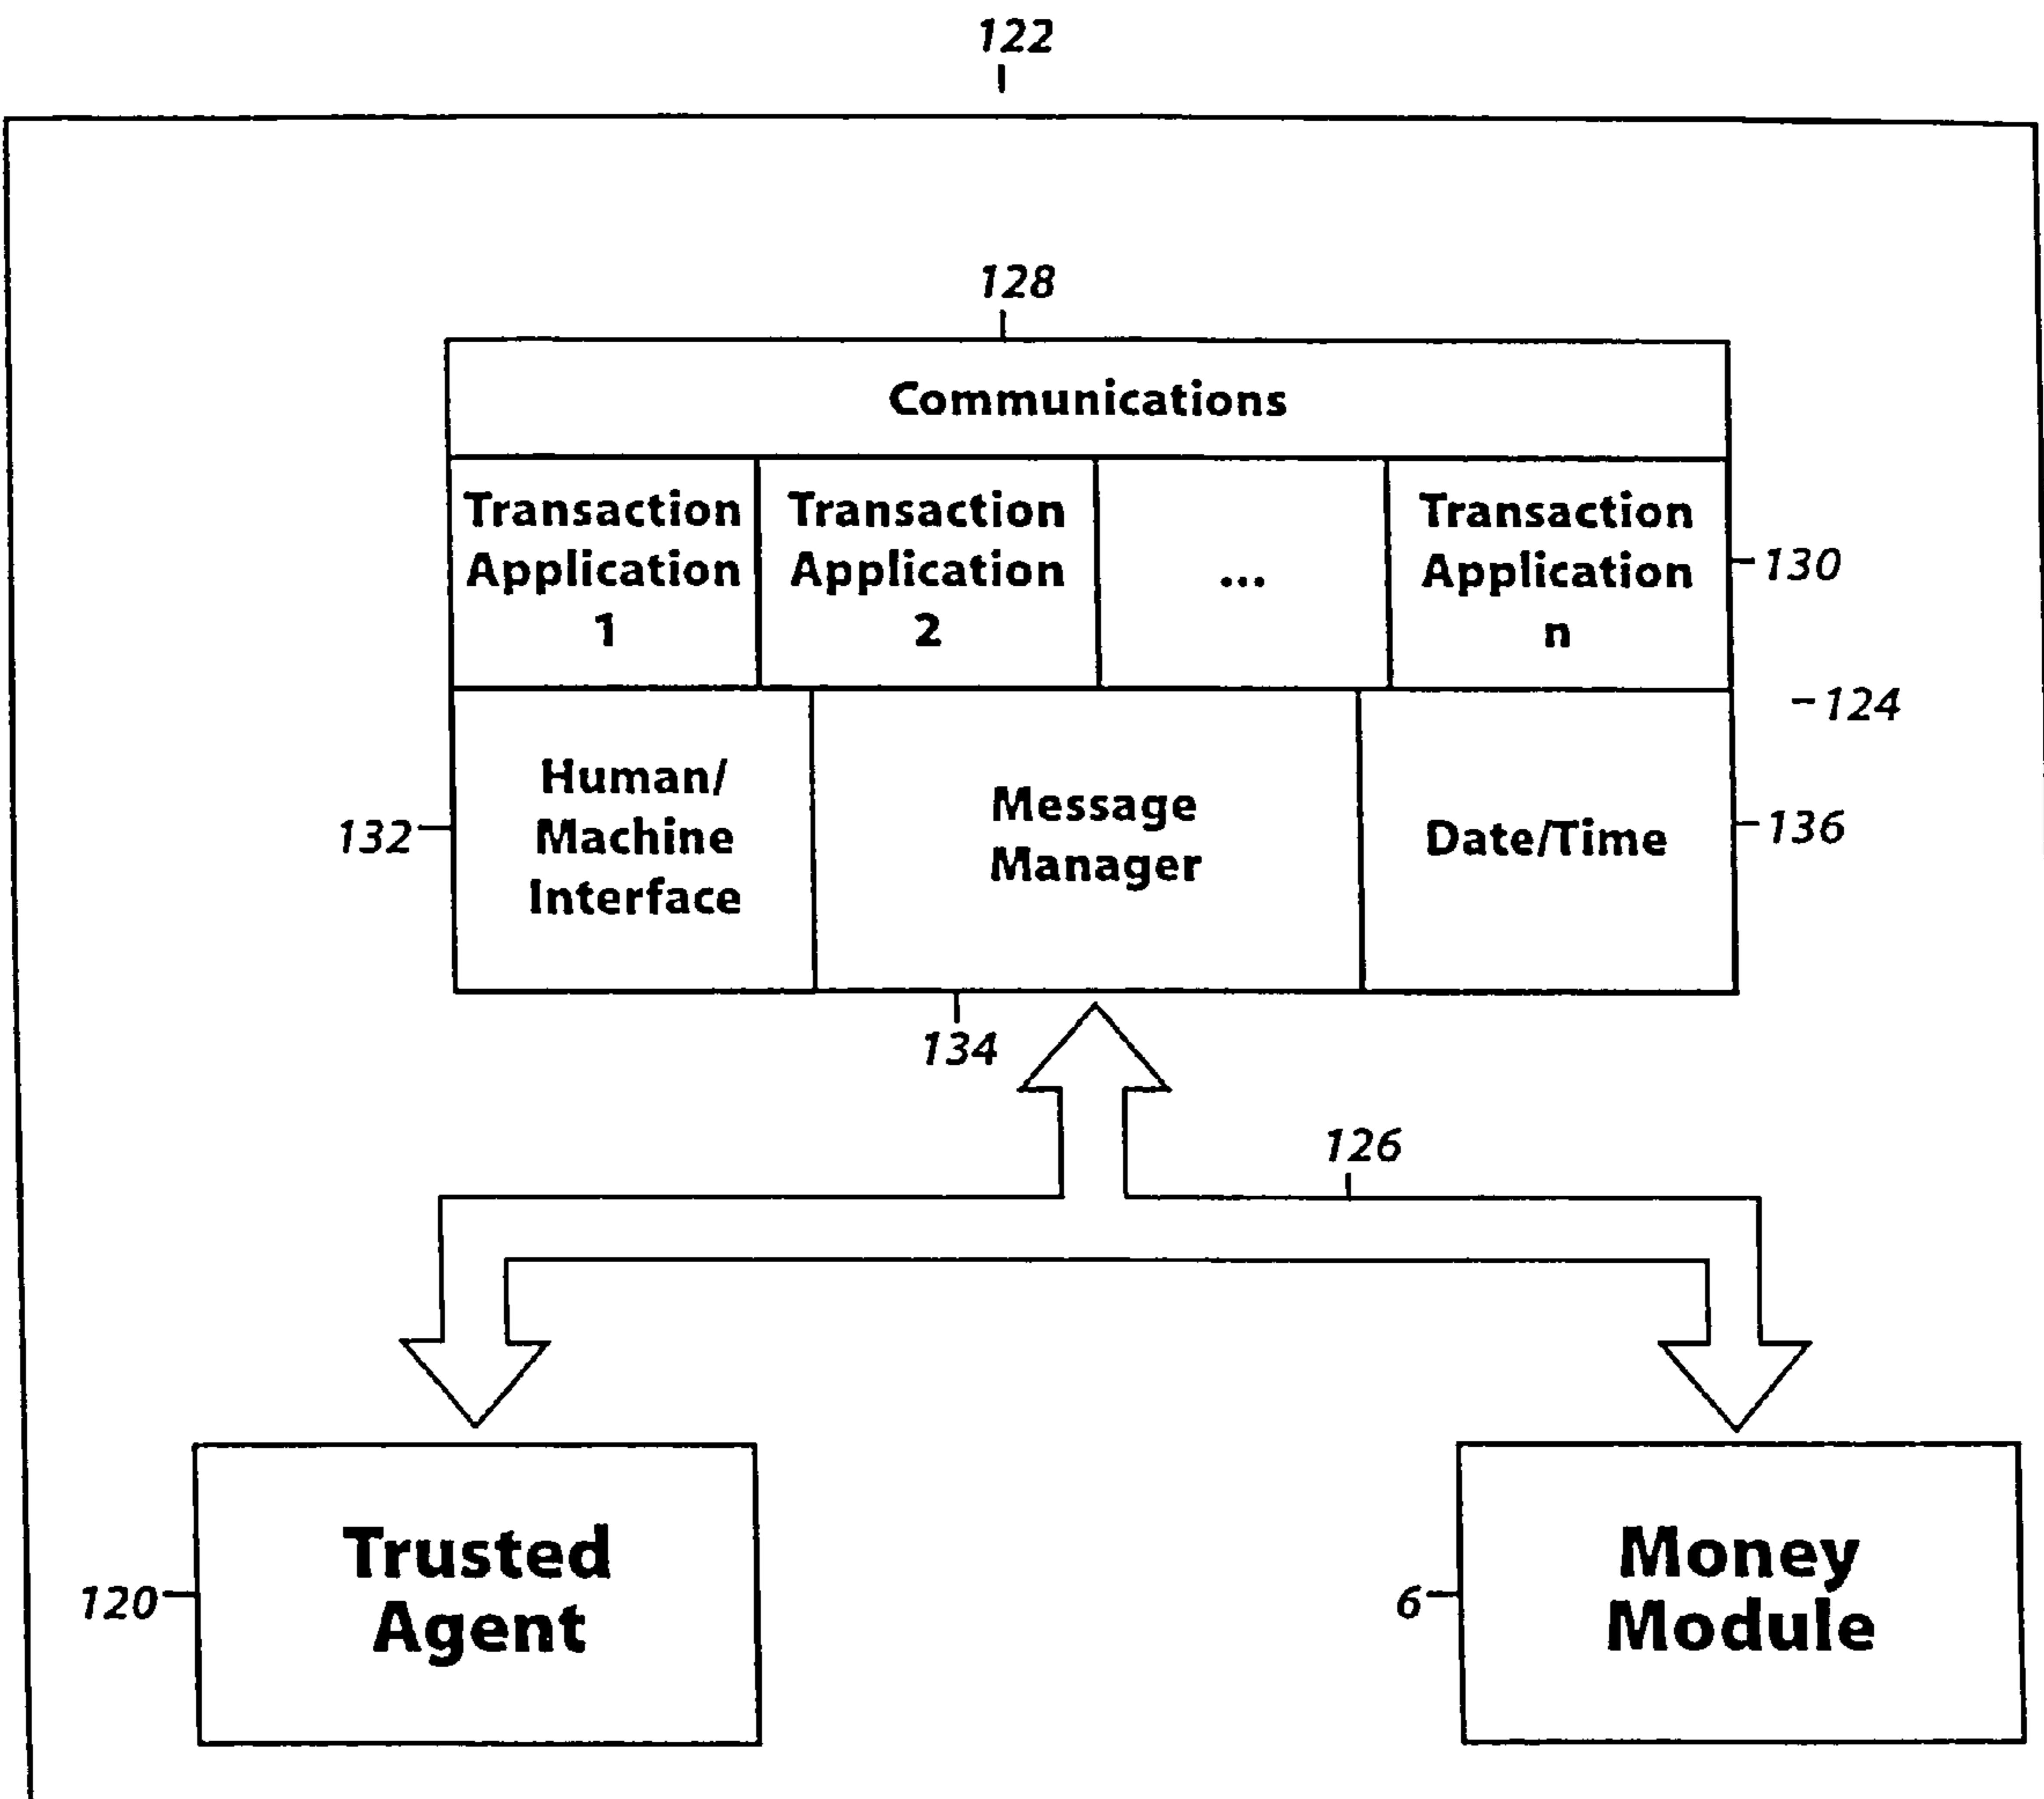 122
128
Communications
Transaction
Application
1
Transaction
Application
2
...
Transaction
Application
n
130
124
Human/
Machine
Interface
132
Message
Manager
Date/Time
136
134
126
Trusted
Agent
120
Money
Module
6